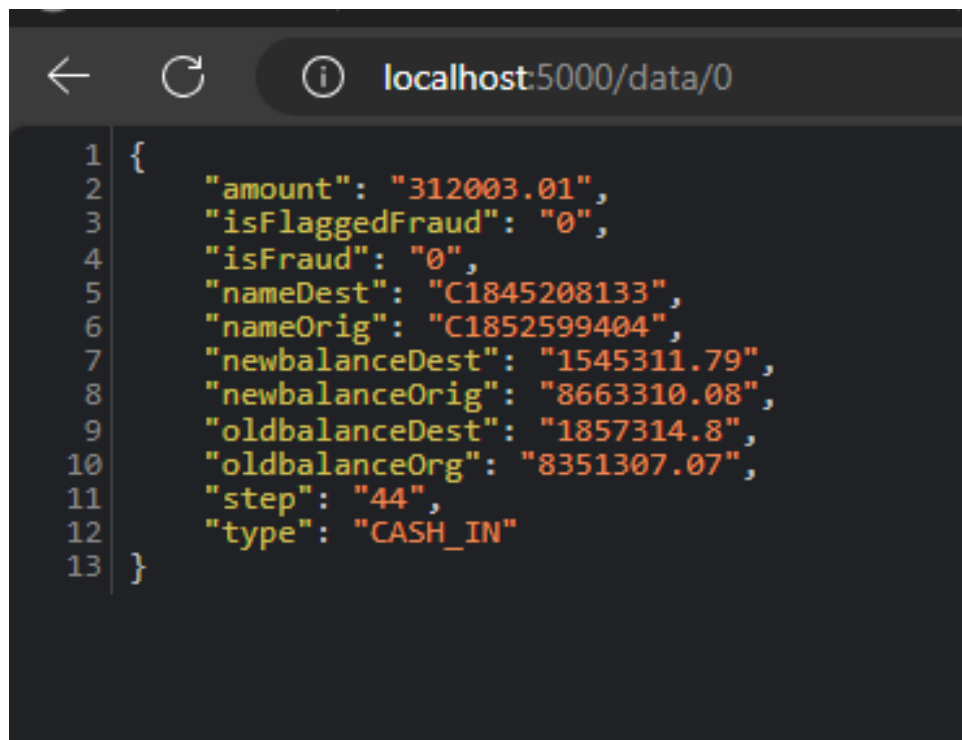 localhost:5000/data/0
1 {
2 "amount": "312003.01",
3 "isFlaggedFraud": "0",
4 "isFraud": "0",
5 "nameDest": "C1845208133",
6 "nameOrig": "C1852599404",
7 "newbalanceDest": "1545311.79",
8 "newbalanceOrig": "8663310.08",
9 "oldbalanceDest": "1857314.8",
10 "oldbalanceOrg": "8351307.07",
11 "step": "44",
12 "type": "CASH_IN"
13 }